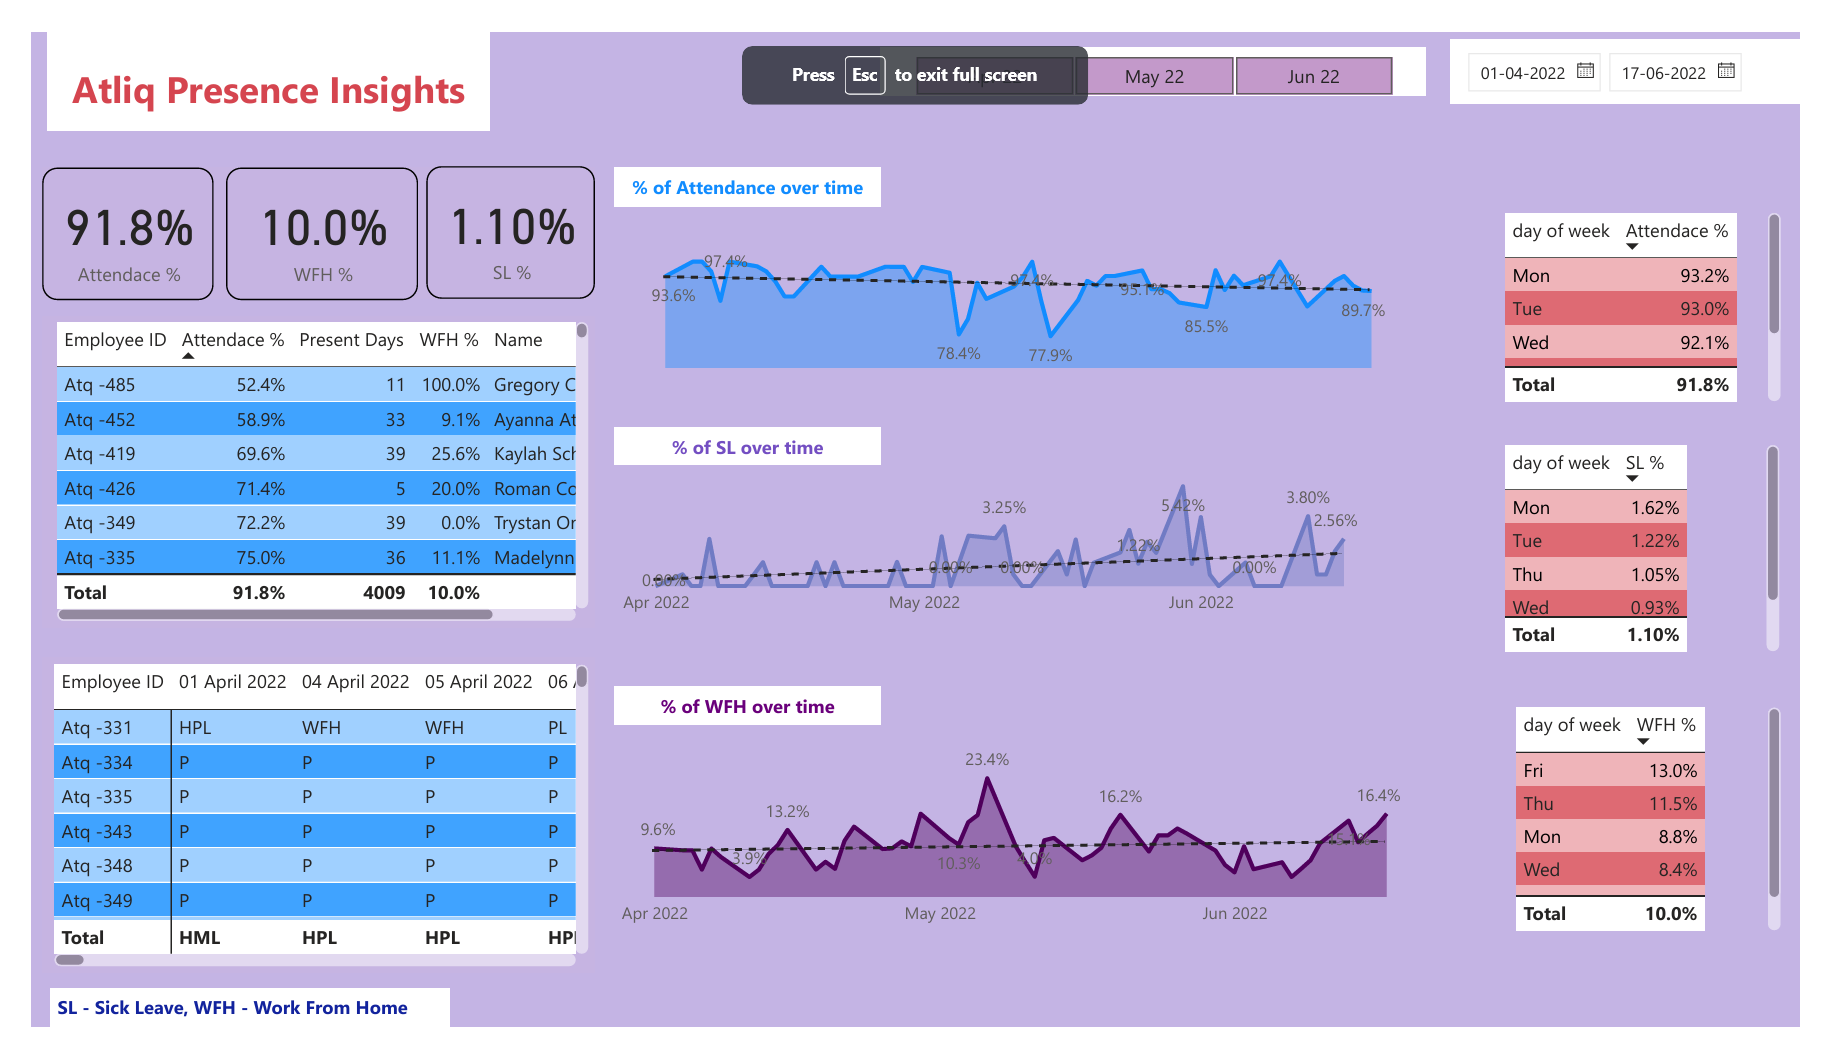 Atliq Presence Insights
Press Esc to exit full screen
May 22
Jun 22
01-04-2022
17-06-2022
91.8%
Attendace %
10.0%
WFH %
1.10%
SL %
Employee ID Attendace % Present Days WFH % Name
Atq -485 52.4% 11 100.0% Gregory C
Atq -452 58.9% 33 9.1% Ayanna At
Atq -419 69.6% 39 25.6% Kaylah Sch
Atq -426 71.4% 5 20.0% Roman Co
Atq -349 72.2% 39 0.0% Trystan Or
Atq -335 75.0% 36 11.1% Madelynn
Total 91.8% 4009 10.0%
Employee ID 01 April 2022 04 April 2022 05 April 2022 06
Atq -331 HPL WFH WFH PL
Atq -334 P P P P
Atq -335 P P P P
Atq -343 P P P P
Atq -348 P P P P
Atq -349 P P P P
Total HML HPL HPL HPL
SL - Sick Leave, WFH - Work From Home
% of Attendance over time
93.6%
97.4%
78.4%
97.4%
77.9%
95.1%
85.5%
97.4%
89.7%
% of SL over time
0.00%
0.00%
3.25%
0.00%
1.22%
5.42%
0.00%
3.80%
2.56%
Apr 2022 May 2022 Jun 2022
% of WFH over time
9.6%
3.9%
13.2%
10.3%
23.4%
4.0%
16.2%
16.4%
Apr 2022 May 2022 Jun 2022
day of week Attendace %
Mon 93.2%
Tue 93.0%
Wed 92.1%
Total 91.8%
day of week SL %
Mon 1.62%
Tue 1.22%
Thu 1.05%
Wed 0.93%
Total 1.10%
day of week WFH %
Fri 13.0%
Thu 11.5%
Mon 8.8%
Wed 8.4%
Total 10.0%